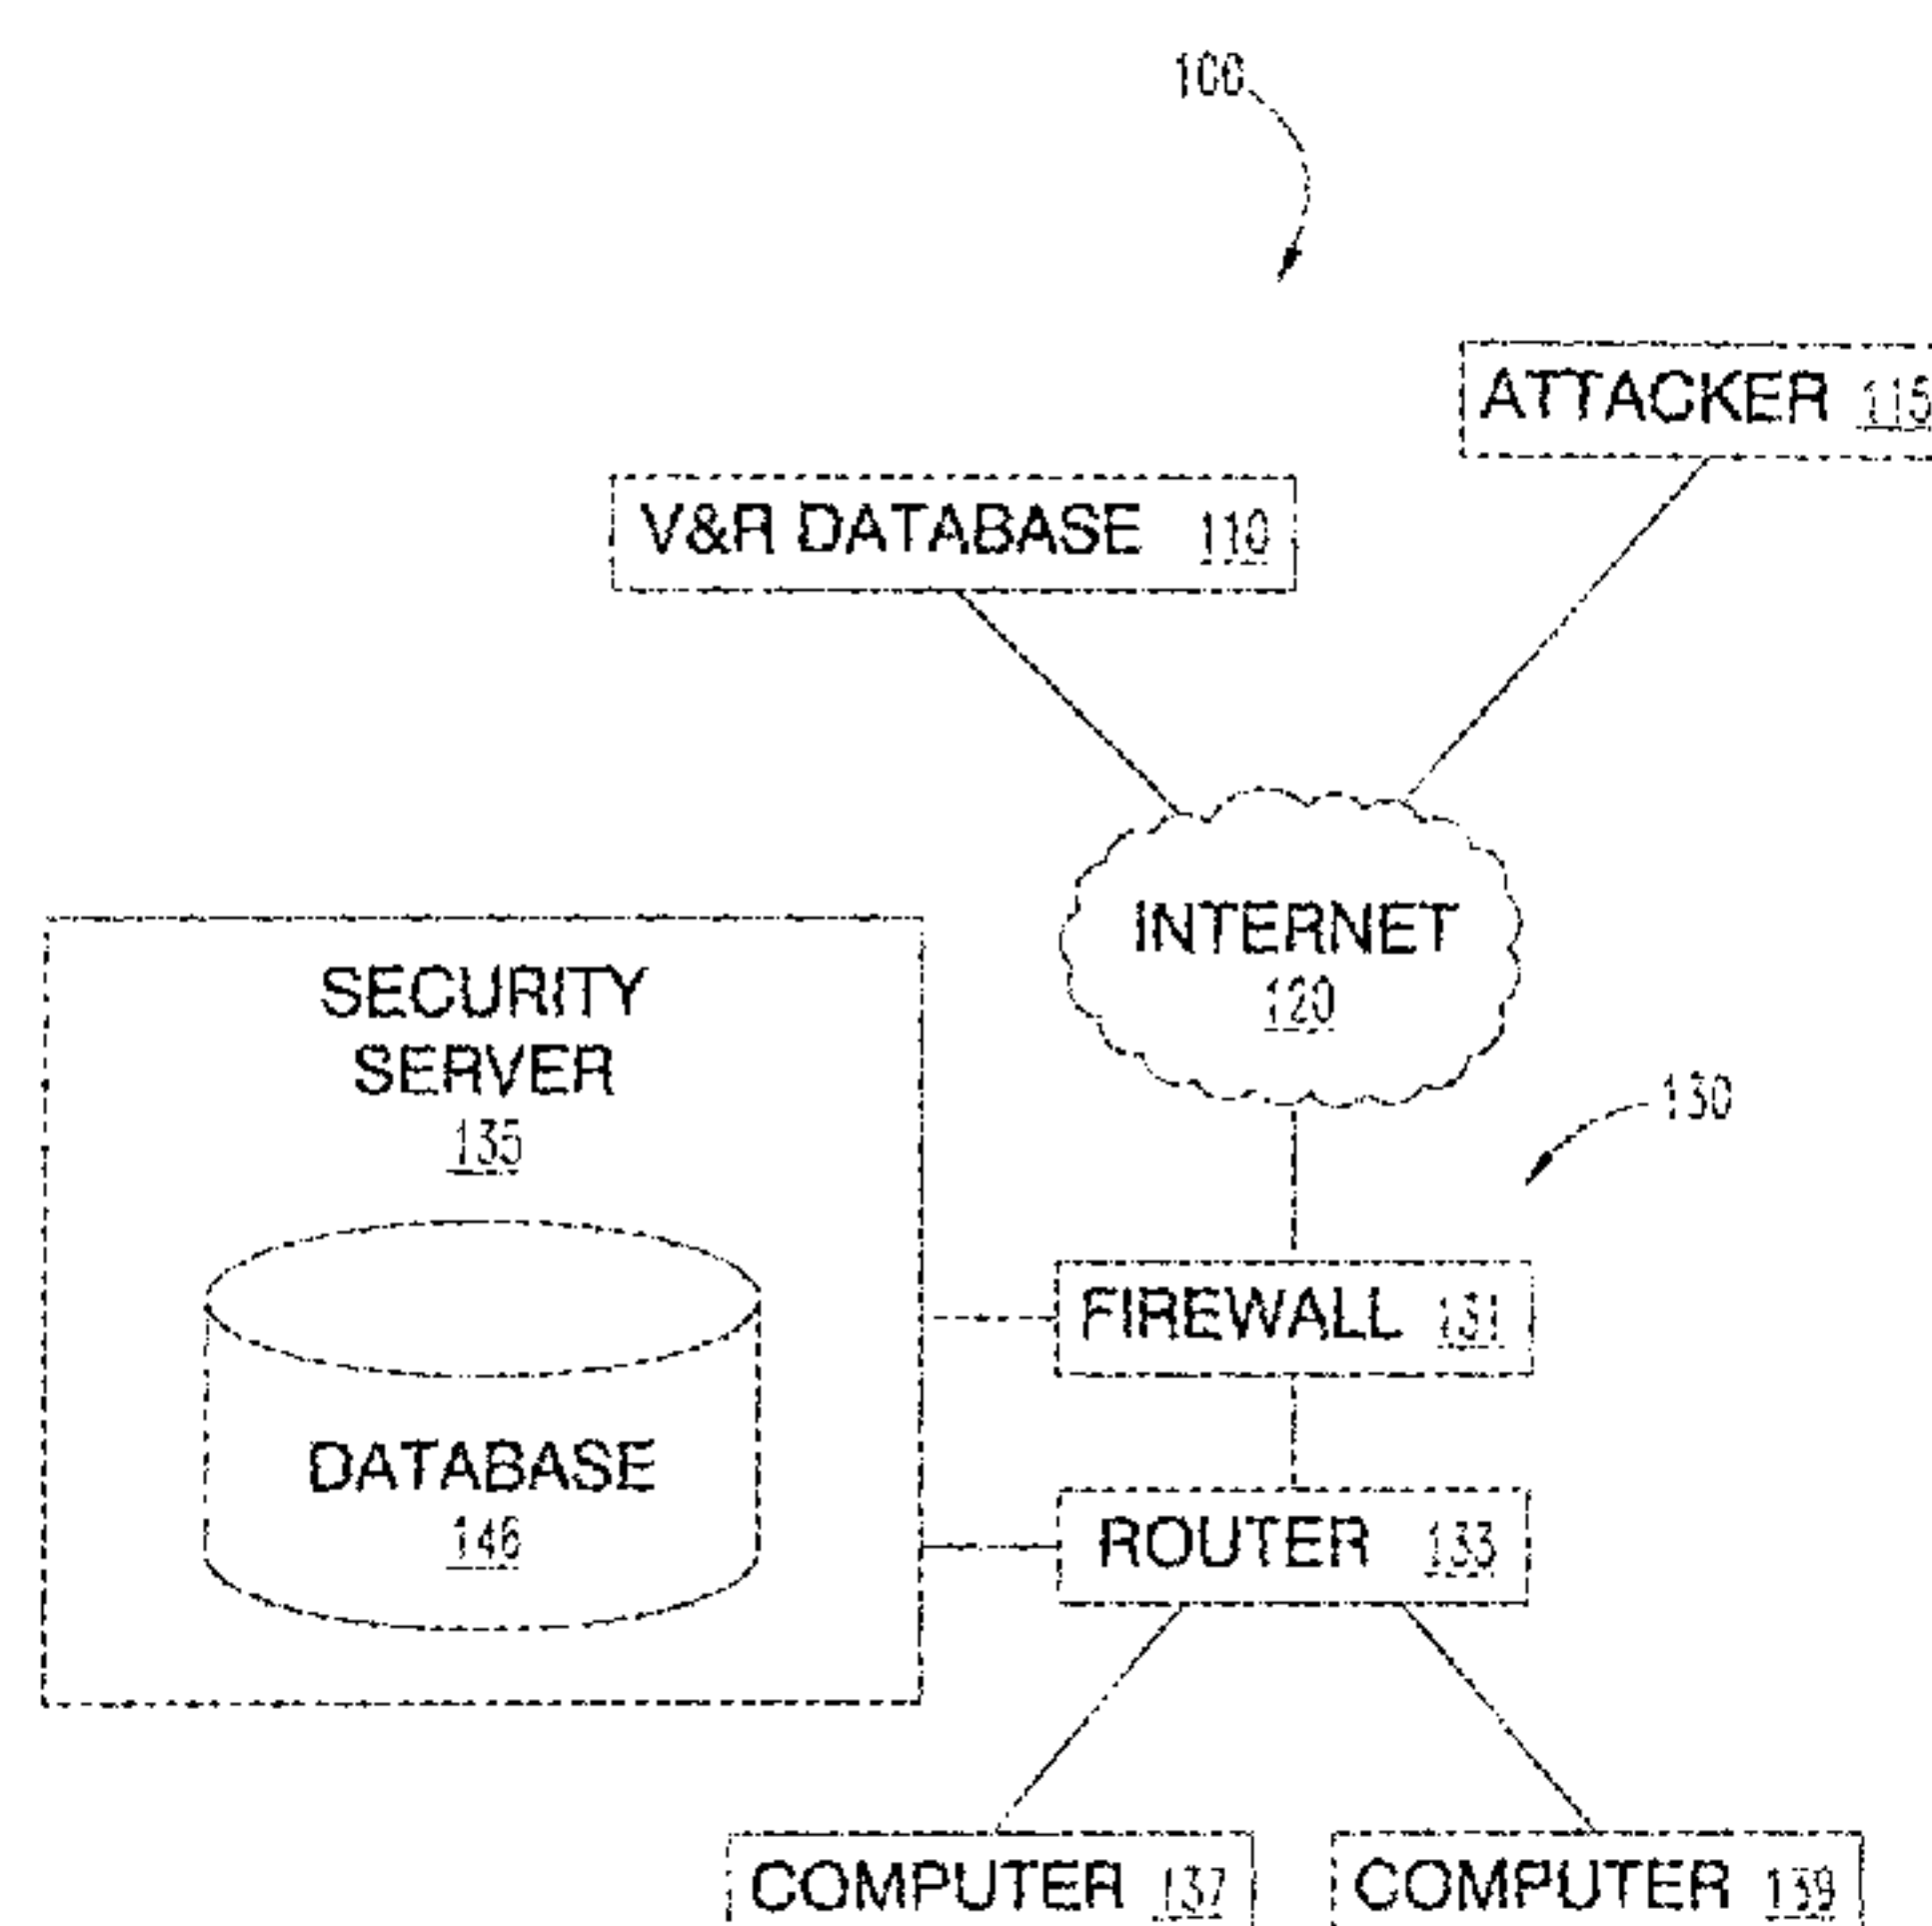 100
ATTACKER 115
V&R DATABASE 110
INTERNET
120
SECURITY
SERVER
135
130
FIREWALL 131
DATABASE
146
ROUTER 133
COMPUTER 137
COMPUTER 139